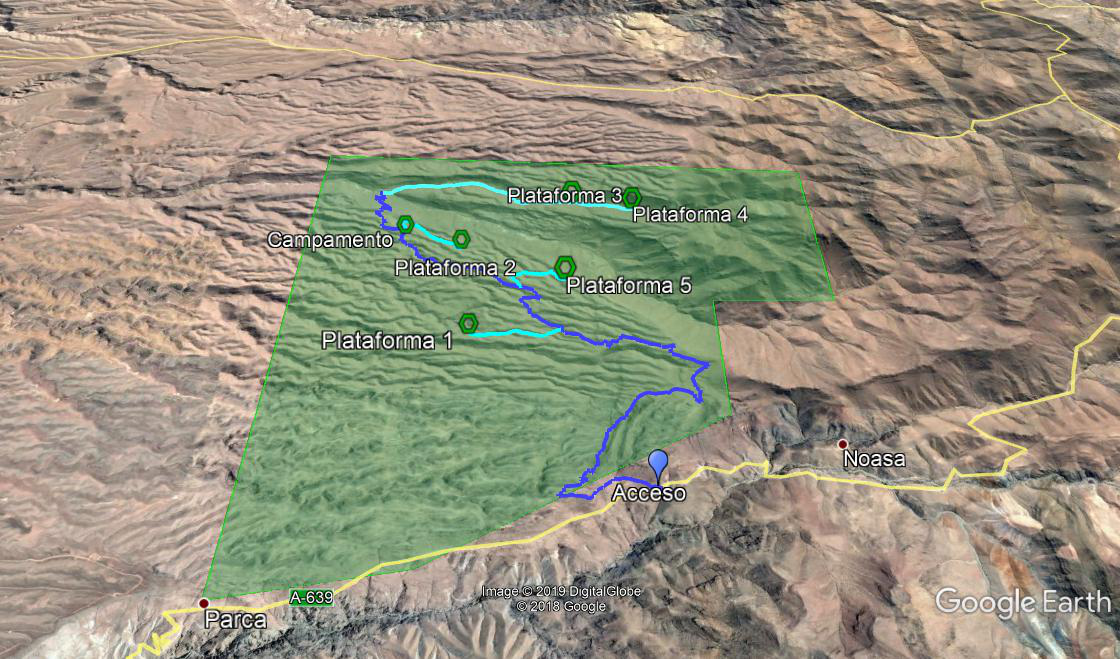 Plataforma 3
Plataforma 4
Campamento
Plataforma 2
Plataforma 5
Plataforma 1
Noasa
Acceso
A-639
Image © 2019 DigitalGlobe
© 2018 Google
Google Earth
Parca